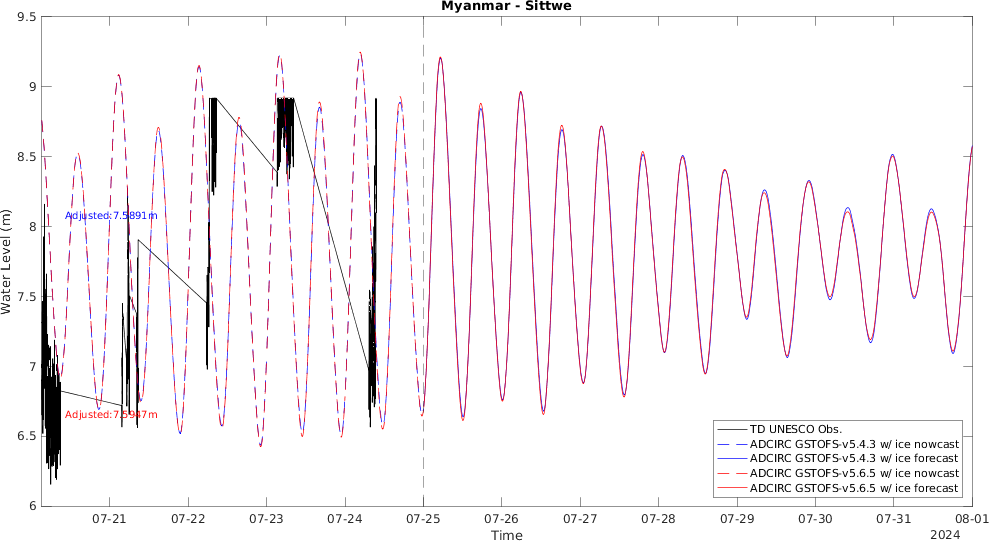 Myanmar - Sittwe
Water Level (m)
9.5
9
8.5
8
7.5
7
6.5
6
Adjusted:7.5891m
Adjusted:7.5947m
TD UNESCO Obs.
ADCIRC GSTOFS-v5.4.3 w/ ice nowcast
ADCIRC GSTOFS-v5.4.3 w/ ice forecast
ADCIRC GSTOFS-v5.6.5 w/ ice nowcast
ADCIRC GSTOFS-v5.6.5 w/ ice forecast
07-21 07-22 07-23 07-24 07-25 07-26 07-27 07-28 07-29 07-30 07-31 08-01
Time
2024